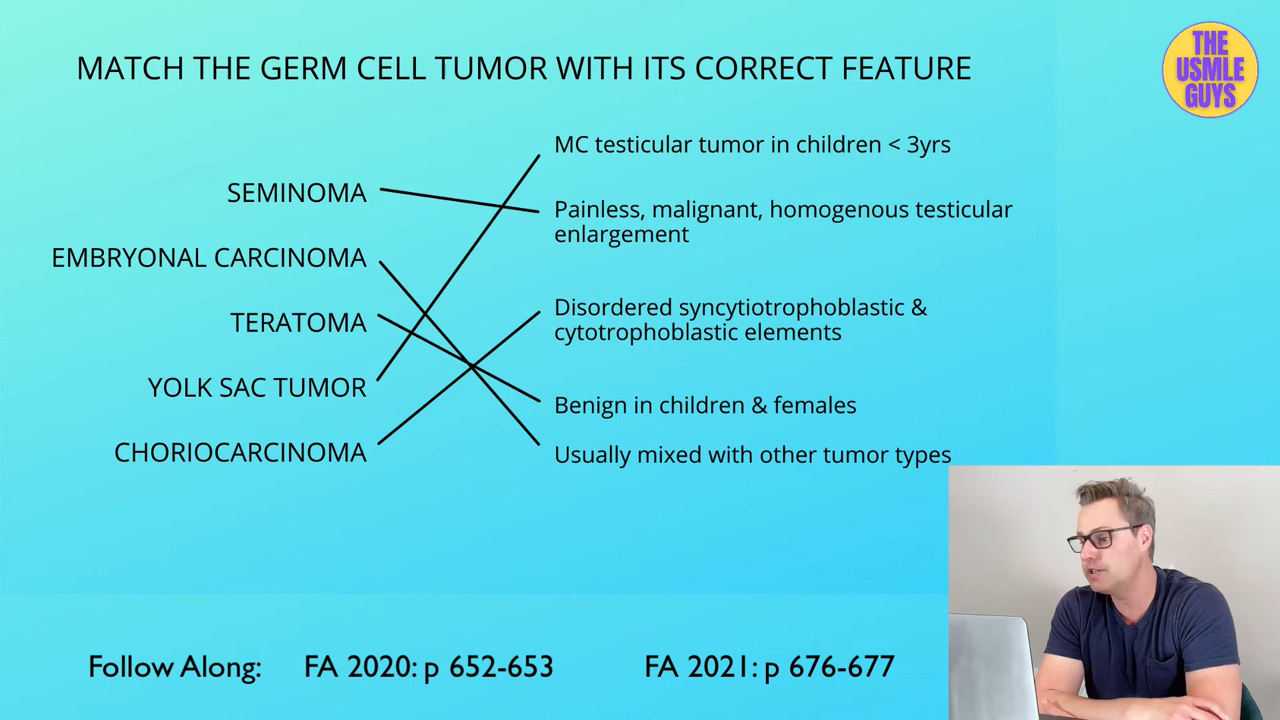 MATCH THE GERM CELL TUMOR WITH ITS CORRECT FEATURE
THE
USMLE
GUYS
SEMINOMA
EMBRYONAL CARCINOMA
TERATOMA
YOLK SAC TUMOR
CHORIOCARCINOMA
MC testicular tumor in children < 3yrs
Painless, malignant, homogenous testicular
enlargement
Disordered syncytiotrophoblastic &
cytotrophoblastic elements
Benign in children & females
Usually mixed with other tumor types
Follow Along: FA 2020: p 652-653 FA 2021: p 676-677